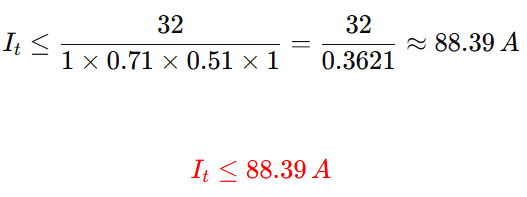 I_t ≤ 32 / (1 × 0.71 × 0.51 × 1) = 32 / 0.3621 ≈ 88.39 A
I_t ≤ 88.39 A